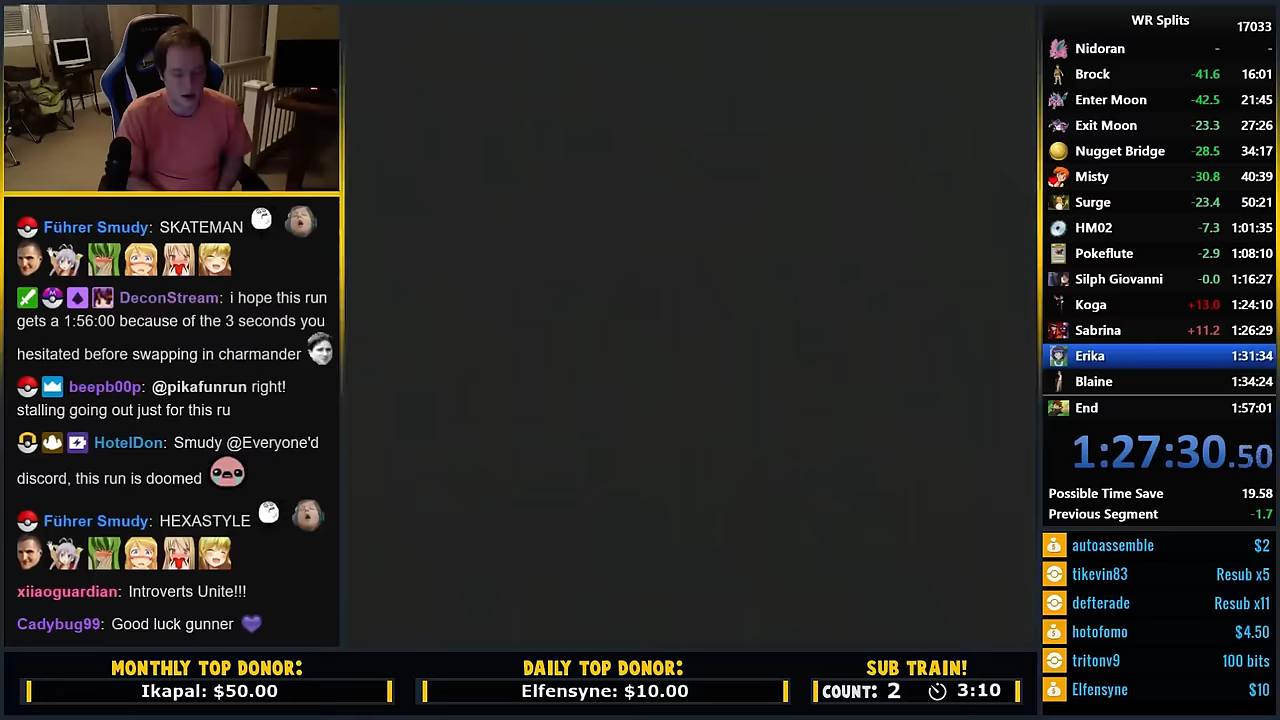 Führer Smudy: SKATEMAN
DeconStream: i hope this run
gets a 1:56:00 because of the 3 seconds you
hesitated before swapping in charmander
beepb00p: @pikafunrun right!
stalling going out just for this ru
HotelDon: Smudy @Everyone'd
discord, this run is doomed
Führer Smudy: HEXASTYLE
xiiaoguardian: Introverts Unite!!!
Cadybug99: Good luck gunner
WR Splits 17033
Nidoran - -
Brock -41.6 16:01
Enter Moon -42.5 21:45
Exit Moon -23.3 27:26
Nugget Bridge -28.5 34:17
Misty -30.8 40:39
Surge -23.4 50:21
HM02 -7.3 1:01:35
Pokeflute -2.9 1:08:10
Silph Giovanni -0.0 1:16:27
Koga +13.0 1:24:10
Sabrina +11.2 1:26:29
Erika 1:31:34
Blaine 1:34:24
End 1:57:01
1:27:30.50
Possible Time Save 19.58
Previous Segment -1.7
autoassemble $2
tikevin83 Resub x5
defterade Resub x11
hotofomo $4.50
tritonv9 100 bits
Elfensyne $10
MONTHLY TOP DONOR:
Ikapal: $50.00
DAILY TOP DONOR:
Elfensyne: $10.00
SUB TRAIN!
COUNT: 2 3:10